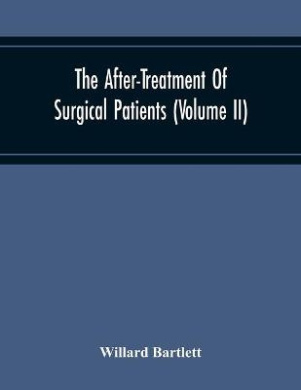 The After-Treatment Of
Surgical Patients (Volume II)
Willard Bartlett